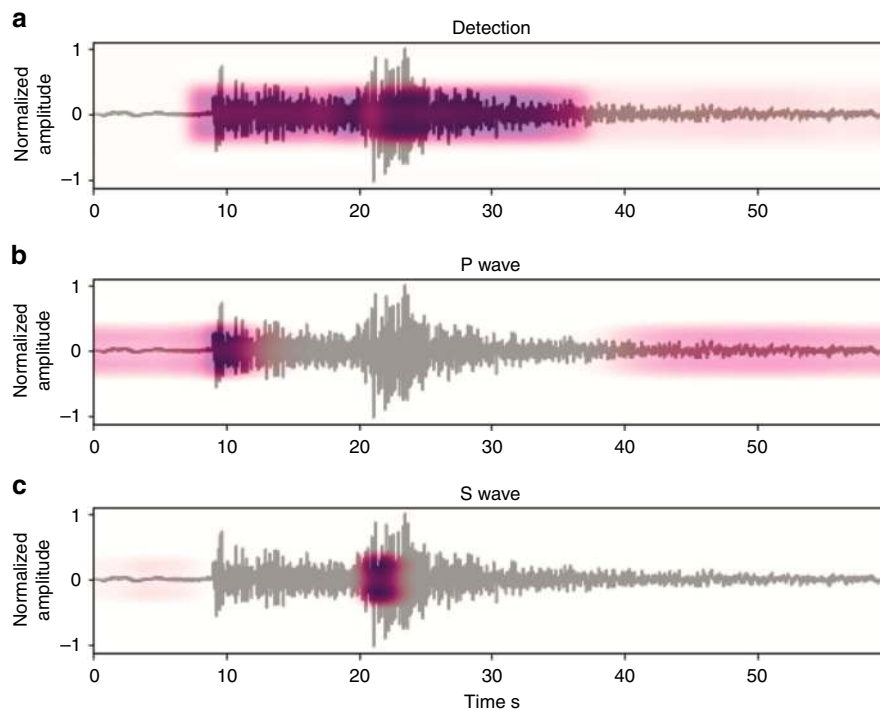 a
Detection
Normalized
amplitude
1
0
–1
0 10 20 30 40 50
b
P wave
Normalized
amplitude
1
0
–1
0 10 20 30 40 50
c
S wave
Normalized
amplitude
1
0
–1
0 10 20 30 40 50
Time s